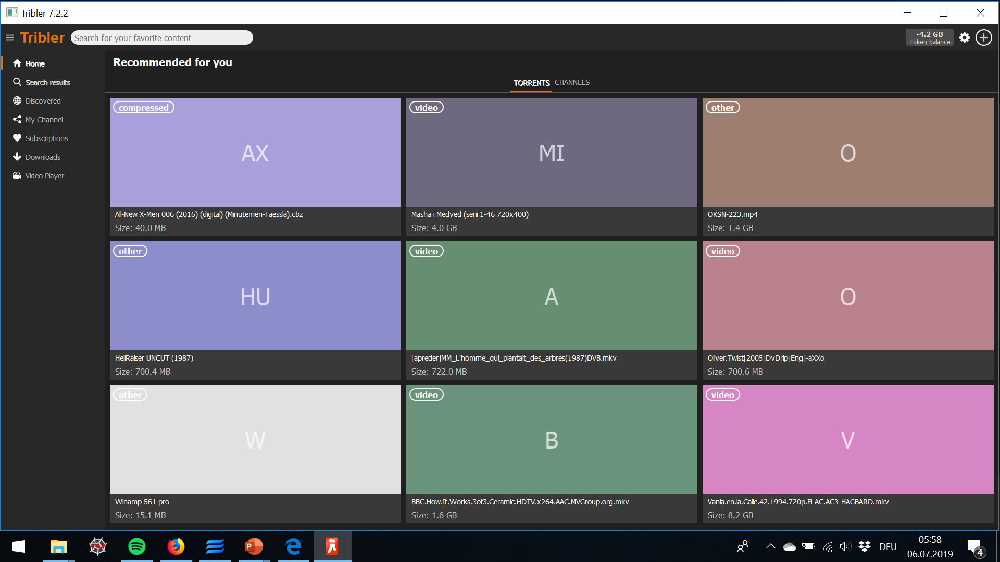 Tribler 7.2.2
Tribler
Search for your favorite content
-4.2 GB
Token balance
Home
Search results
Discovered
My Channel
Subscriptions
Downloads
Video Player
Recommended for you
TORRENTS CHANNELS
compressed
AX
All-New X-Men 006 (2016) (digital) (Minutemen-Faessla).cbz
Size: 40.0 MB
video
MI
Masha i Medved (serii 1-46 720x400)
Size: 4.0 GB
other
O
OKSN-223.mp4
Size: 1.4 GB
other
HU
HellRaiser UNCUT (1987)
Size: 700.4 MB
video
A
[apreder]MM_L'homme_qui_plantait_des_arbres(1987)DVB.mkv
Size: 722.0 MB
video
O
Oliver.Twist[2005]DvDrip[Eng]-aXXo
Size: 700.6 MB
other
W
Winamp 561 pro
Size: 15.1 MB
video
B
BBC.How.It.Works.3of3.Ceramic.HDTV.x264.AAC.MVGroup.org.mkv
Size: 1.6 GB
video
V
Vania.en.la.Calle.42.1994.720p.FLAC.AC3-HAGBARD.mkv
Size: 8.2 GB
P
DEU
05:58
06.07.2019
4